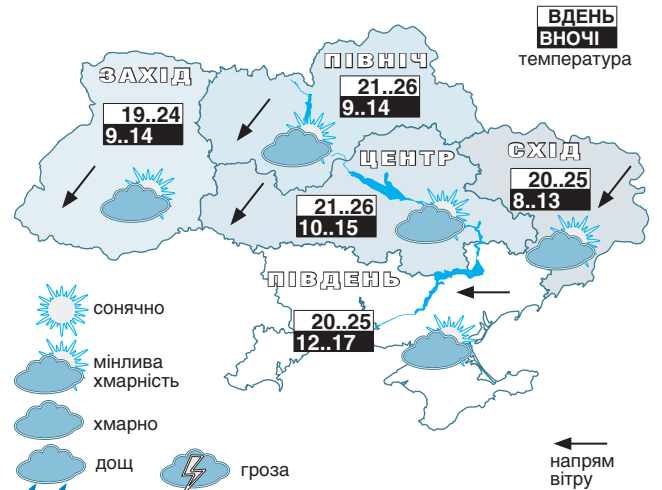 ВДЕНЬ
ВНОЧІ
температура
ЗАХІД
19..24
9..14
ПІВНІЧ
21..26
9..14
ЦЕНТР
21..26
10..15
СХІД
20..25
8..13
ПІВДЕНЬ
20..25
12..17
сонячно
мінлива
хмарність
хмарно
дощ
гроза
напрям
вітру